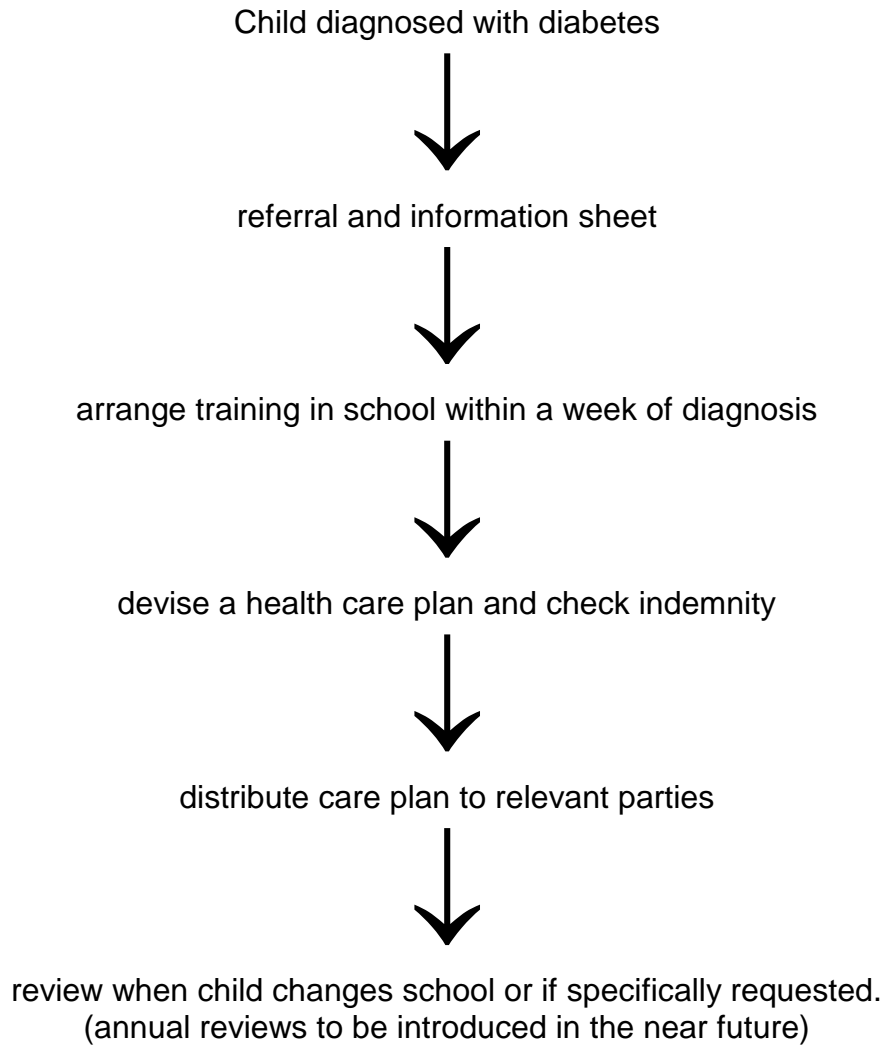 Child diagnosed with diabetes
referral and information sheet
arrange training in school within a week of diagnosis
devise a health care plan and check indemnity
distribute care plan to relevant parties
review when child changes school or if specifically requested.
(annual reviews to be introduced in the near future)